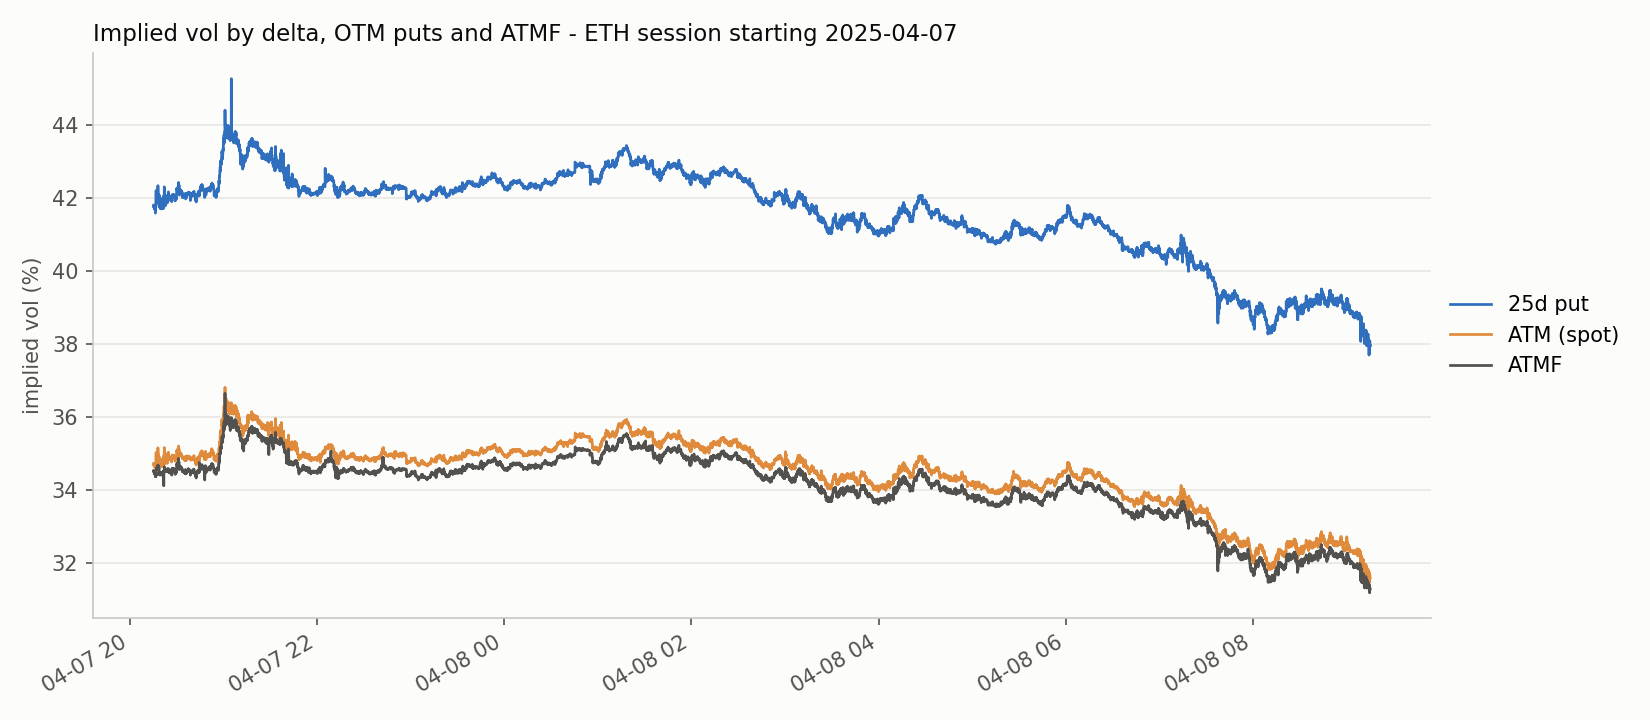 Implied vol by delta, OTM puts and ATMF - ETH session starting 2025-04-07
implied vol (%)
44
42
40
38
36
34
32
04-07 20
04-07 22
04-08 00
04-08 02
04-08 04
04-08 06
04-08 08
25d put
ATM (spot)
ATMF